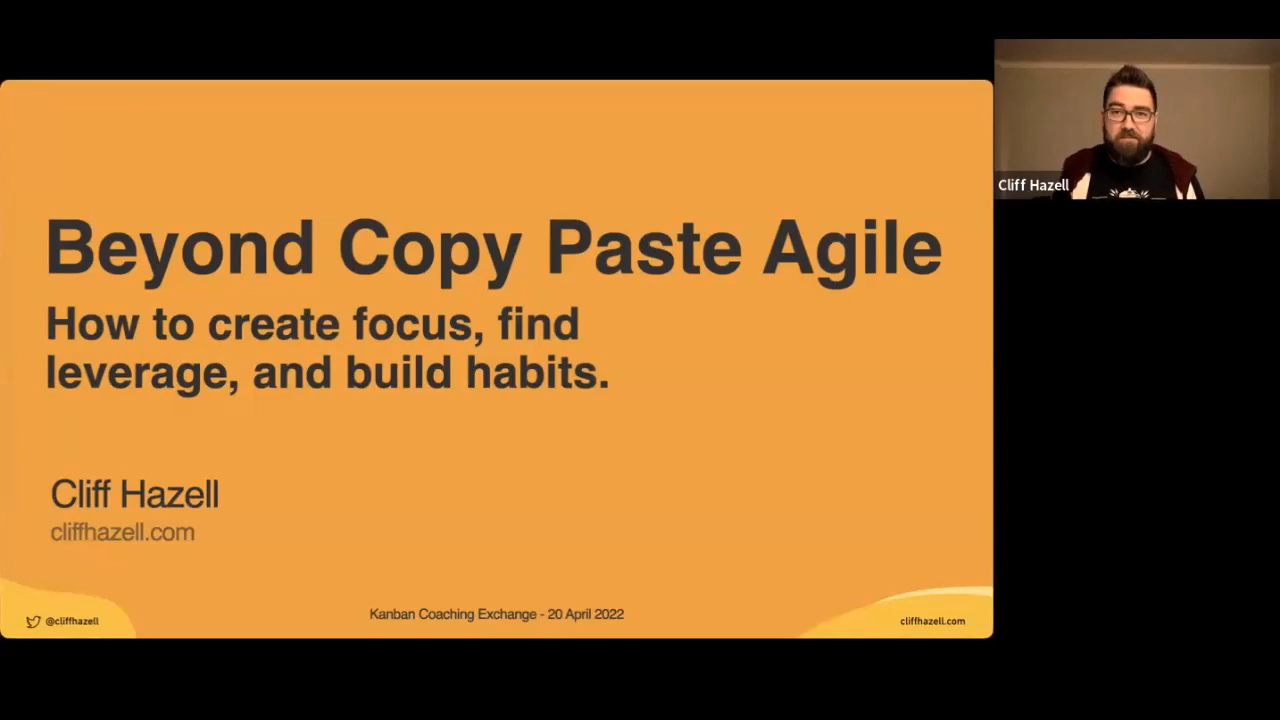 Beyond Copy Paste Agile
How to create focus, find
leverage, and build habits.
Cliff Hazell
cliffhazell.com
@cliffhazell
Kanban Coaching Exchange - 20 April 2022
cliffhazell.com
Cliff Hazell